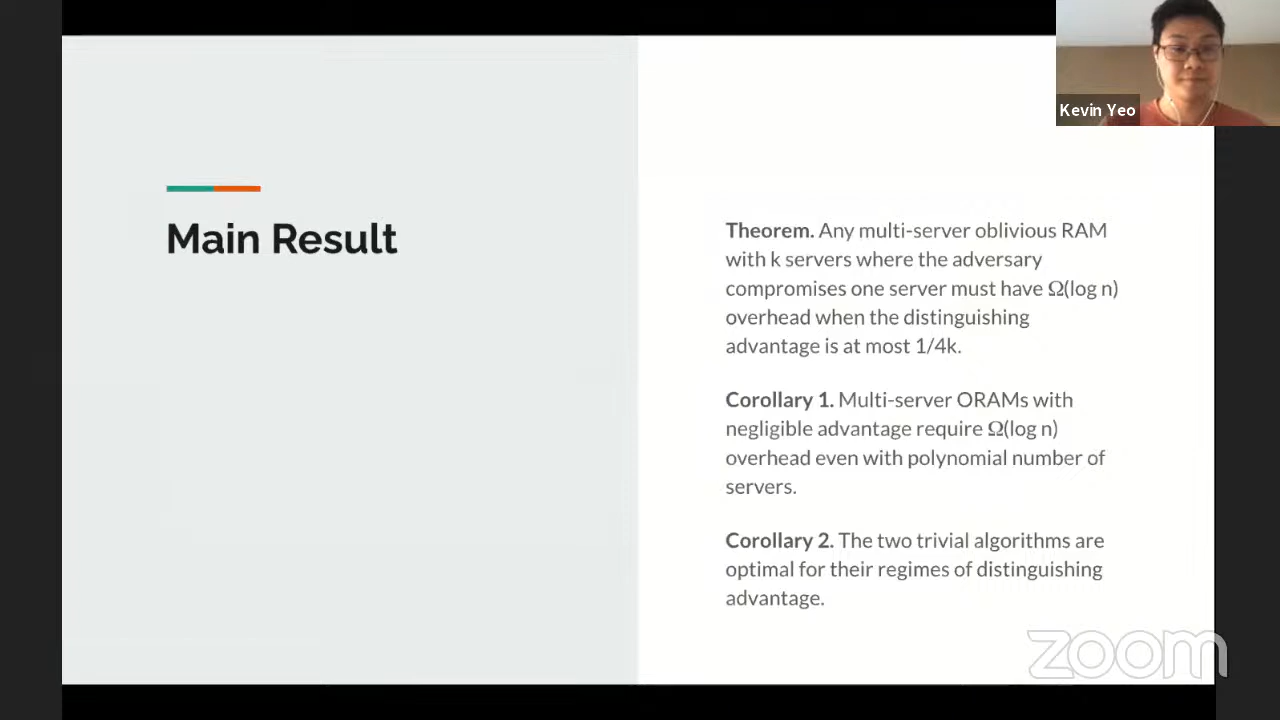 Kevin Yeo
Main Result
Theorem. Any multi-server oblivious RAM
with k servers where the adversary
compromises one server must have Ω(log n)
overhead when the distinguishing
advantage is at most 1/4k.
Corollary 1. Multi-server ORAMs with
negligible advantage require Ω(log n)
overhead even with polynomial number of
servers.
Corollary 2. The two trivial algorithms are
optimal for their regimes of distinguishing
advantage.
zoom